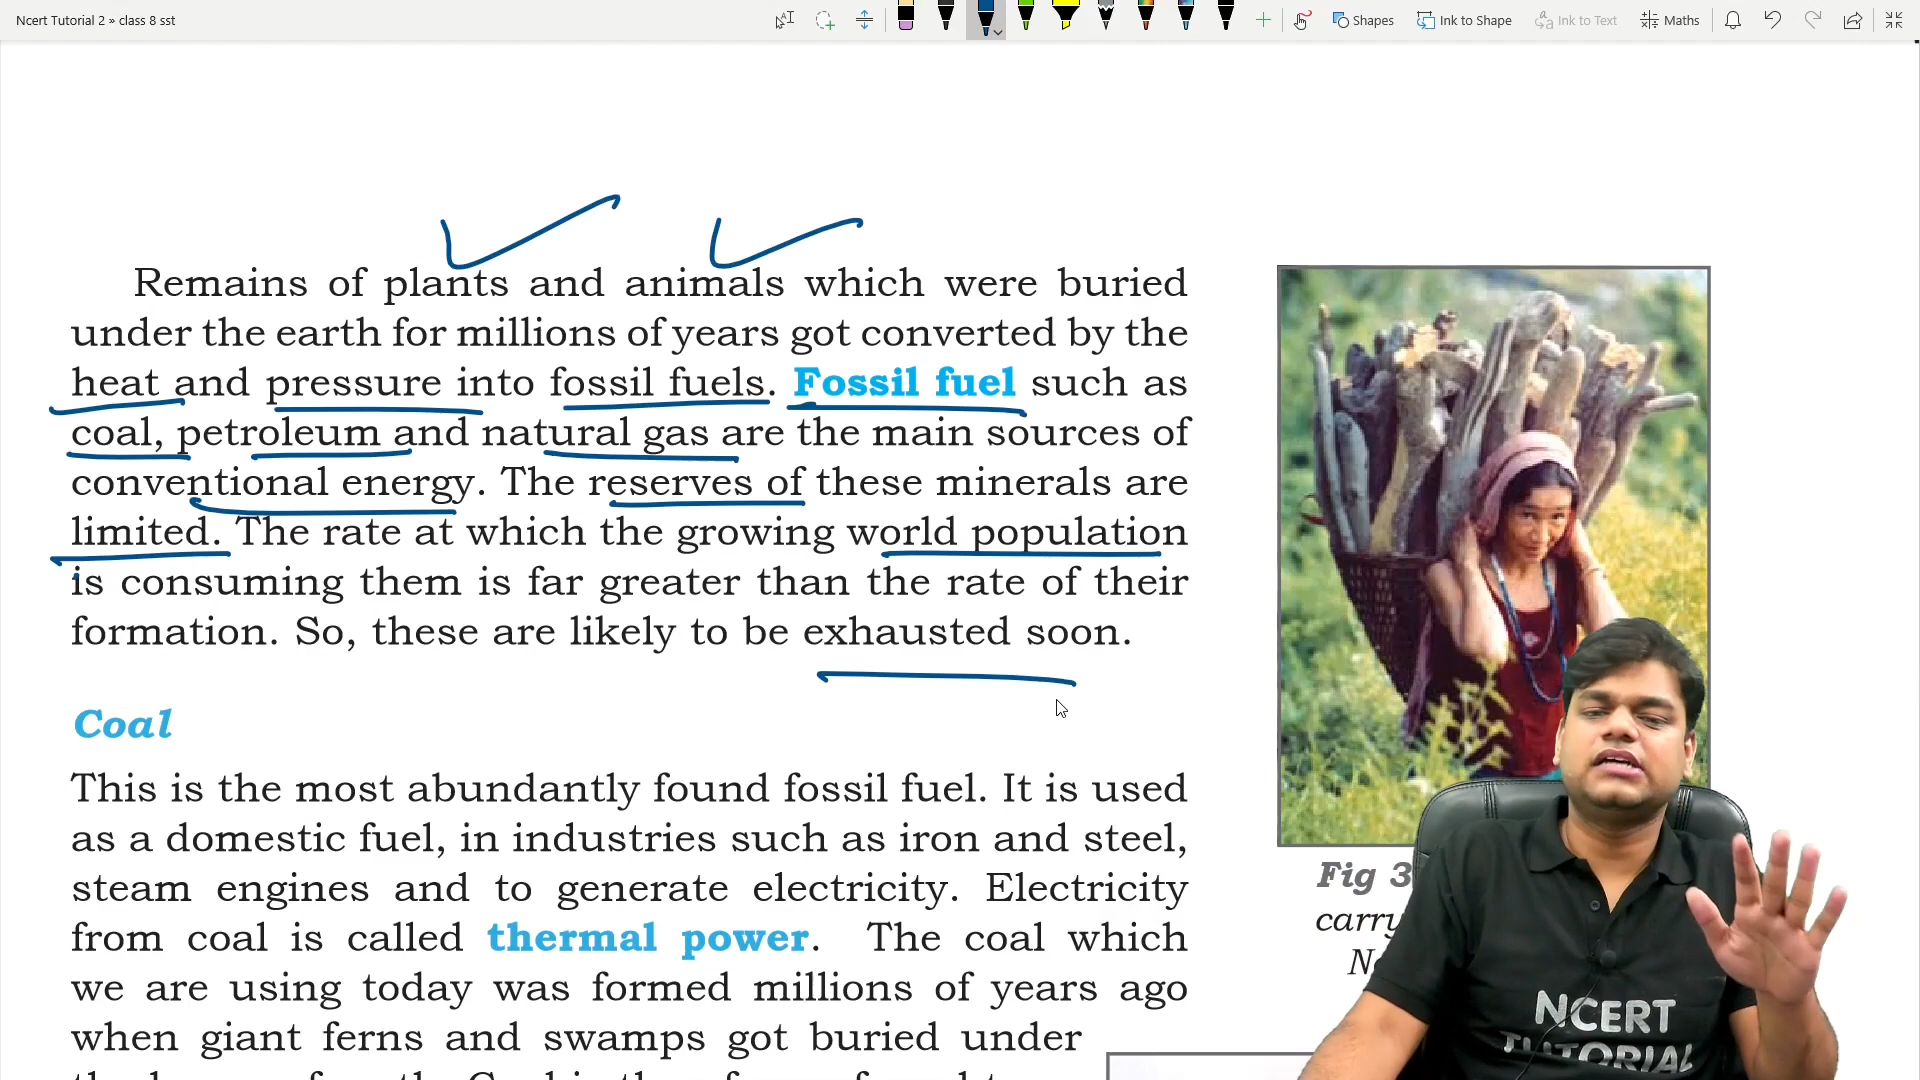 Ncert Tutorial 2 » class 8 sst
Shapes
Ink to Shape
Ink to Text
Maths
Remains of plants and animals which were buried
under the earth for millions of years got converted by the
heat and pressure into fossil fuels. Fossil fuel such as
coal, petroleum and natural gas are the main sources of
conventional energy. The reserves of these minerals are
limited. The rate at which the growing world population
is consuming them is far greater than the rate of their
formation. So, these are likely to be exhausted soon.
Coal
This is the most abundantly found fossil fuel. It is used
as a domestic fuel, in industries such as iron and steel,
steam engines and to generate electricity. Electricity
from coal is called thermal power. The coal which
we are using today was formed millions of years ago
when giant ferns and swamps got buried under
Fig 3
carry
NCERT
TUTORIAL